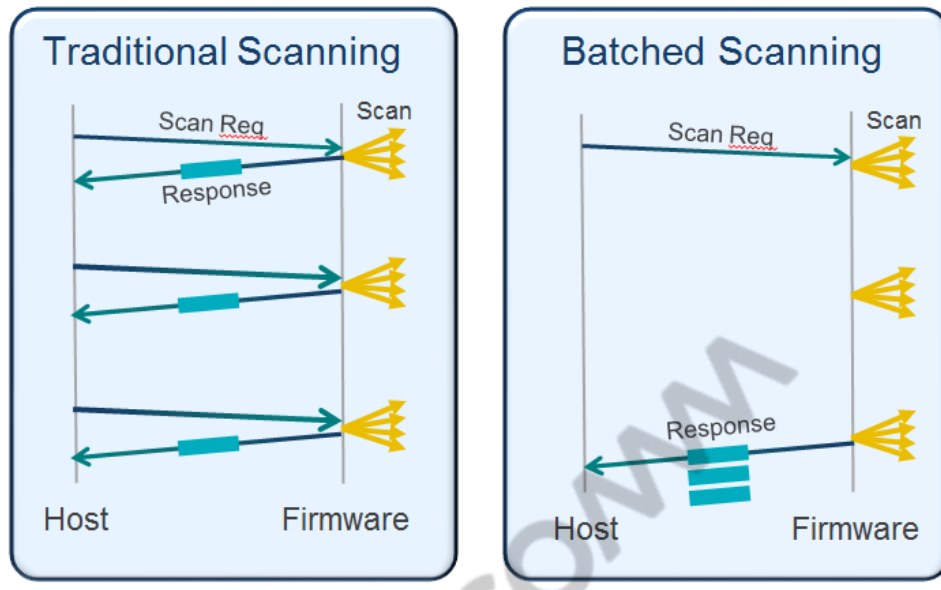 Traditional Scanning
Scan Req
Scan
Response
Host
Firmware
Batched Scanning
Scan Req
Scan
Response
Host
Firmware